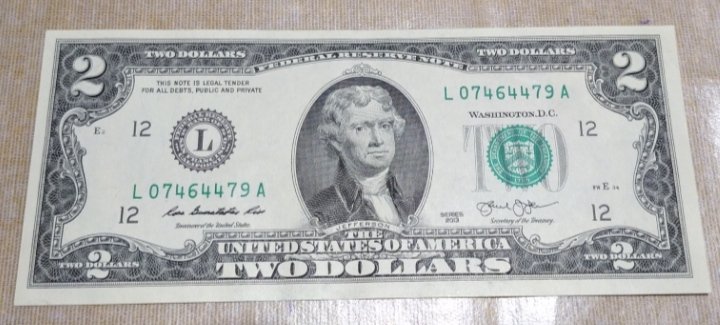 2 TWO DOLLARS FEDERAL RESERVE NOTE TWO DOLLARS 2
THIS NOTE IS LEGAL TENDER
FOR ALL DEBTS, PUBLIC AND PRIVATE
L 07464479 A
WASHINGTON, D.C.
12
L
TWO
12
L 07464479 A
12
Treasurer of the United States.
JEFFERSON
SERIES
2013
Secretary of the Treasury.
12
THE
UNITED STATES OF AMERICA
TWO DOLLARS 2 TWO DOLLARS 2 TWO DOLLARS